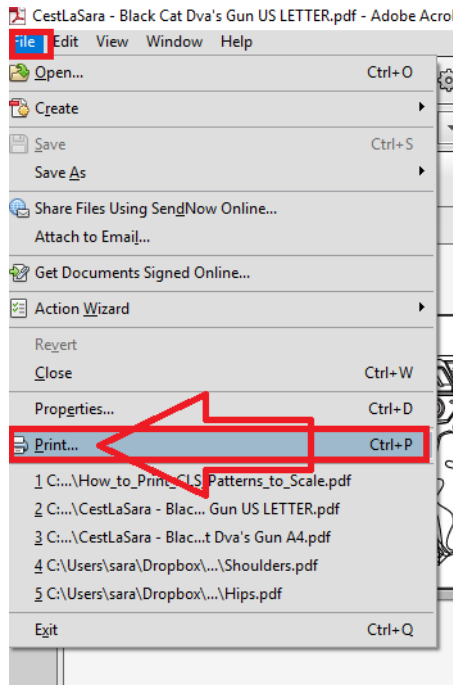 CestLaSara - Black Cat Dva's Gun US LETTER.pdf - Adobe Acro
File Edit View Window Help
Open... Ctrl+O
Create
Save Ctrl+S
Save As
Share Files Using SendNow Online...
Attach to Email...
Get Documents Signed Online...
Action Wizard
Revert
Close Ctrl+W
Properties... Ctrl+D
Print... Ctrl+P
1 C:...\How_to_Print_CLS_Patterns_to_Scale.pdf
2 C:...\CestLaSara - Blac... Gun US LETTER.pdf
3 C:...\CestLaSara - Blac...t Dva's Gun A4.pdf
4 C:\Users\sara\Dropbox\...\Shoulders.pdf
5 C:\Users\sara\Dropbox\...\Hips.pdf
Exit Ctrl+Q